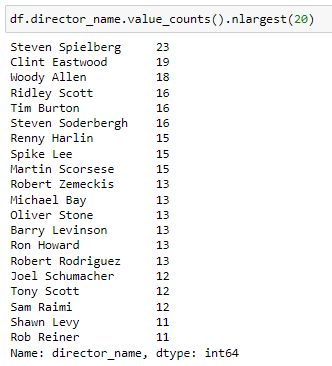 df.director_name.value_counts().nlargest(20)
Steven Spielberg 23
Clint Eastwood 19
Woody Allen 18
Ridley Scott 16
Tim Burton 16
Steven Soderbergh 16
Renny Harlin 15
Spike Lee 15
Martin Scorsese 15
Robert Zemeckis 13
Michael Bay 13
Oliver Stone 13
Barry Levinson 13
Ron Howard 13
Robert Rodriguez 13
Joel Schumacher 12
Tony Scott 12
Sam Raimi 12
Shawn Levy 11
Rob Reiner 11
Name: director_name, dtype: int64